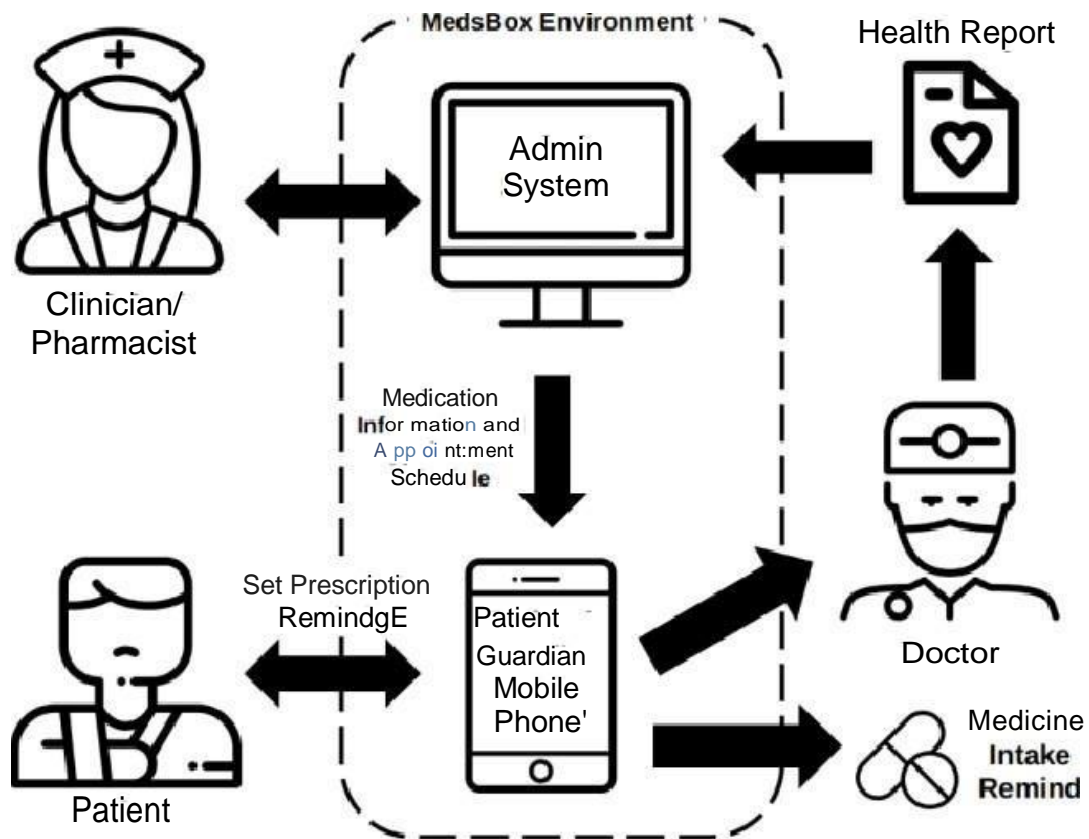 MedsBox Environment
Health Report
Admin
System
Clinician/
Pharmacist
Medication
Infor mation and
A pp oi nt:ment
Schedu le
Set Prescription
RemindgE
Patient
Guardian
Mobile
Phone'
Doctor
Medicine
Intake
Remind
Patient